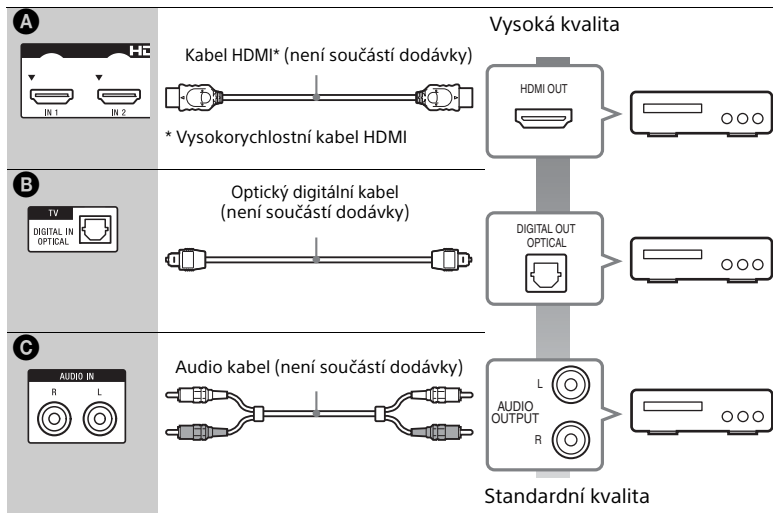 A
HD
IN 1
IN 2
Kabel HDMI* (není součástí dodávky)
* Vysokorychlostní kabel HDMI
Vysoká kvalita
HDMI OUT
B
TV
DIGITAL IN
OPTICAL
Optický digitální kabel
(není součástí dodávky)
DIGITAL OUT
OPTICAL
C
AUDIO IN
R
L
Audio kabel (není součástí dodávky)
L
AUDIO
OUTPUT
R
Standardní kvalita